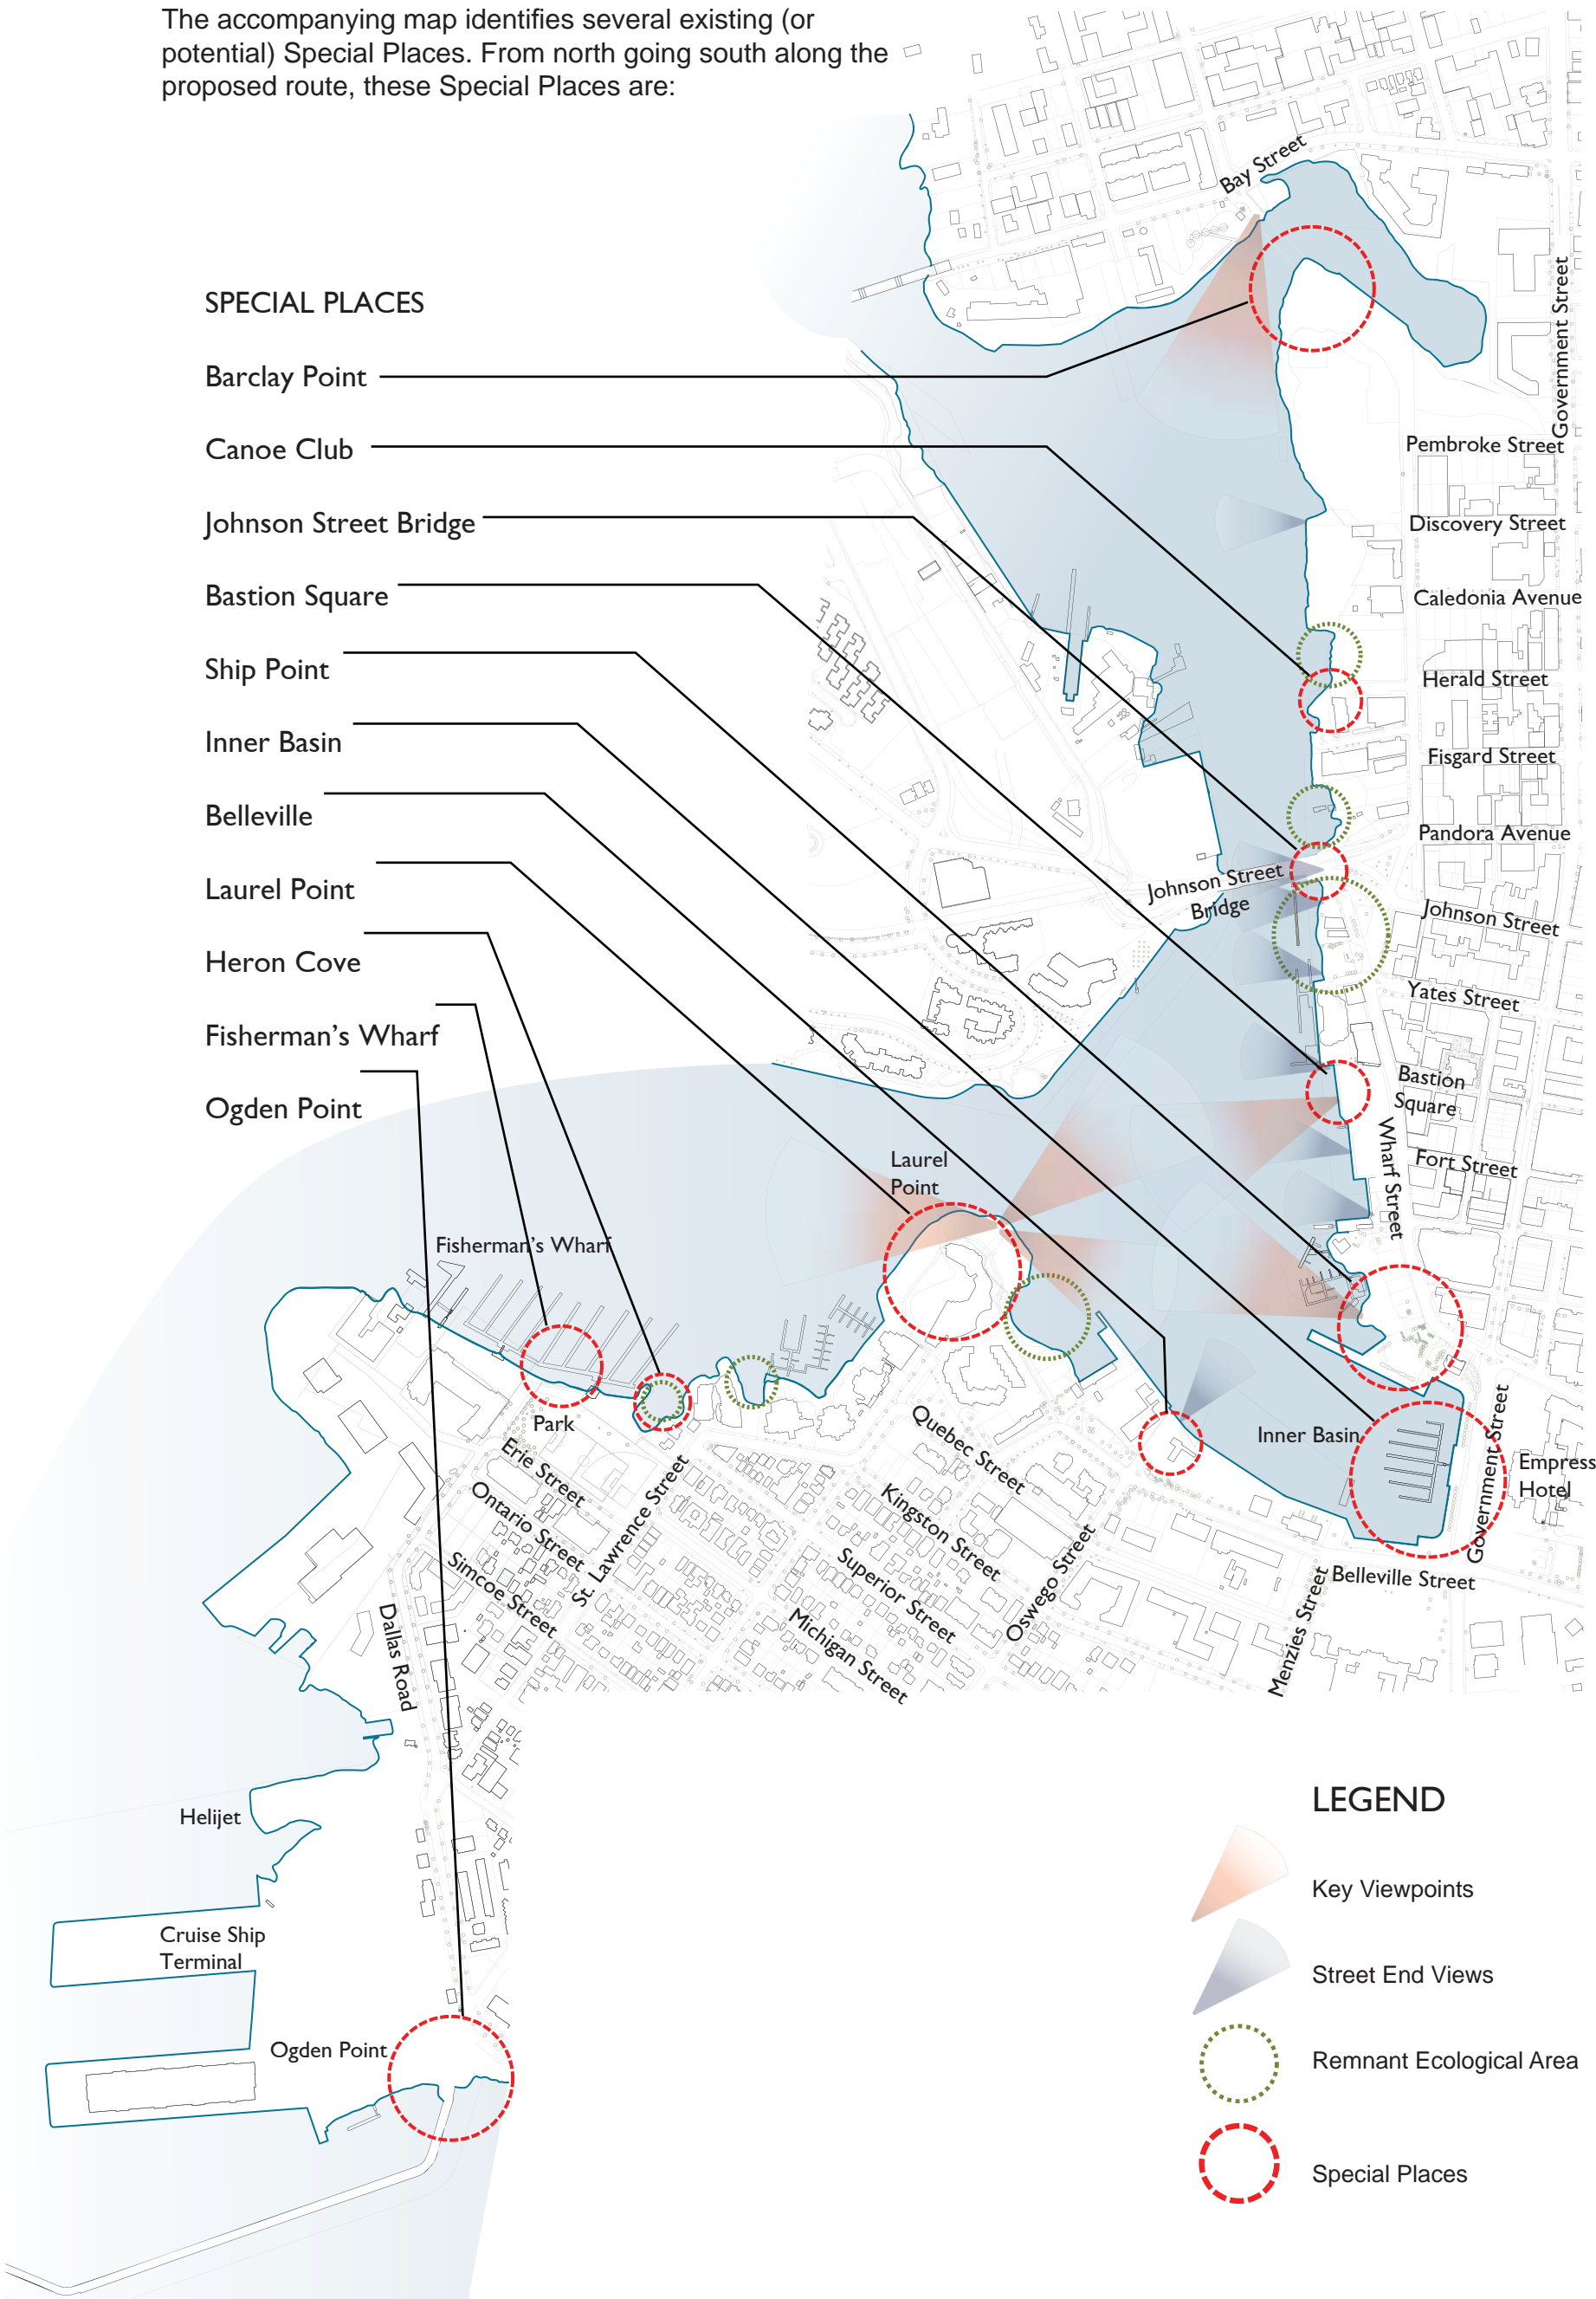 The accompanying map identifies several existing (or
potential) Special Places. From north going south along the
proposed route, these Special Places are:
SPECIAL PLACES
Barclay Point
Canoe Club
Johnson Street Bridge
Bastion Square
Ship Point
Inner Basin
Belleville
Laurel Point
Heron Cove
Fisherman's Wharf
Ogden Point
Bay Street
Government Street
Pembroke Street
Discovery Street
Caledonia Avenue
Herald Street
Fisgard Street
Pandora Avenue
Johnson Street
Bridge
Johnson Street
Yates Street
Bastion
Square
Wharf Street
Fort Street
Laurel
Point
Fisherman's Wharf
Park
Erie Street
Ontario Street
Simcoe Street
St. Lawrence Street
Dallas Road
Quebec Street
Kingston Street
Superior Street
Michigan Street
Oswego Street
Menzies Street
Inner Basin
Government Street
Empress
Hotel
Belleville Street
Helijet
Cruise Ship
Terminal
Ogden Point
LEGEND
Key Viewpoints
Street End Views
Remnant Ecological Area
Special Places